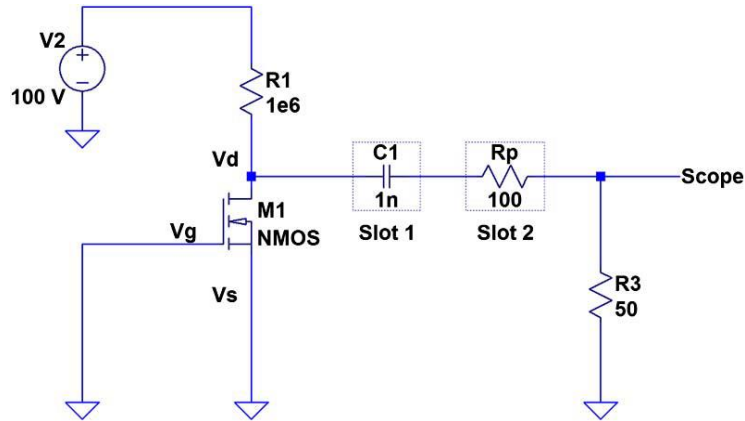 V2
+
−
100 V
R1
1e6
Vd
C1
1n
Rp
100
Scope
Slot 1
Slot 2
M1
NMOS
Vg
Vs
R3
50